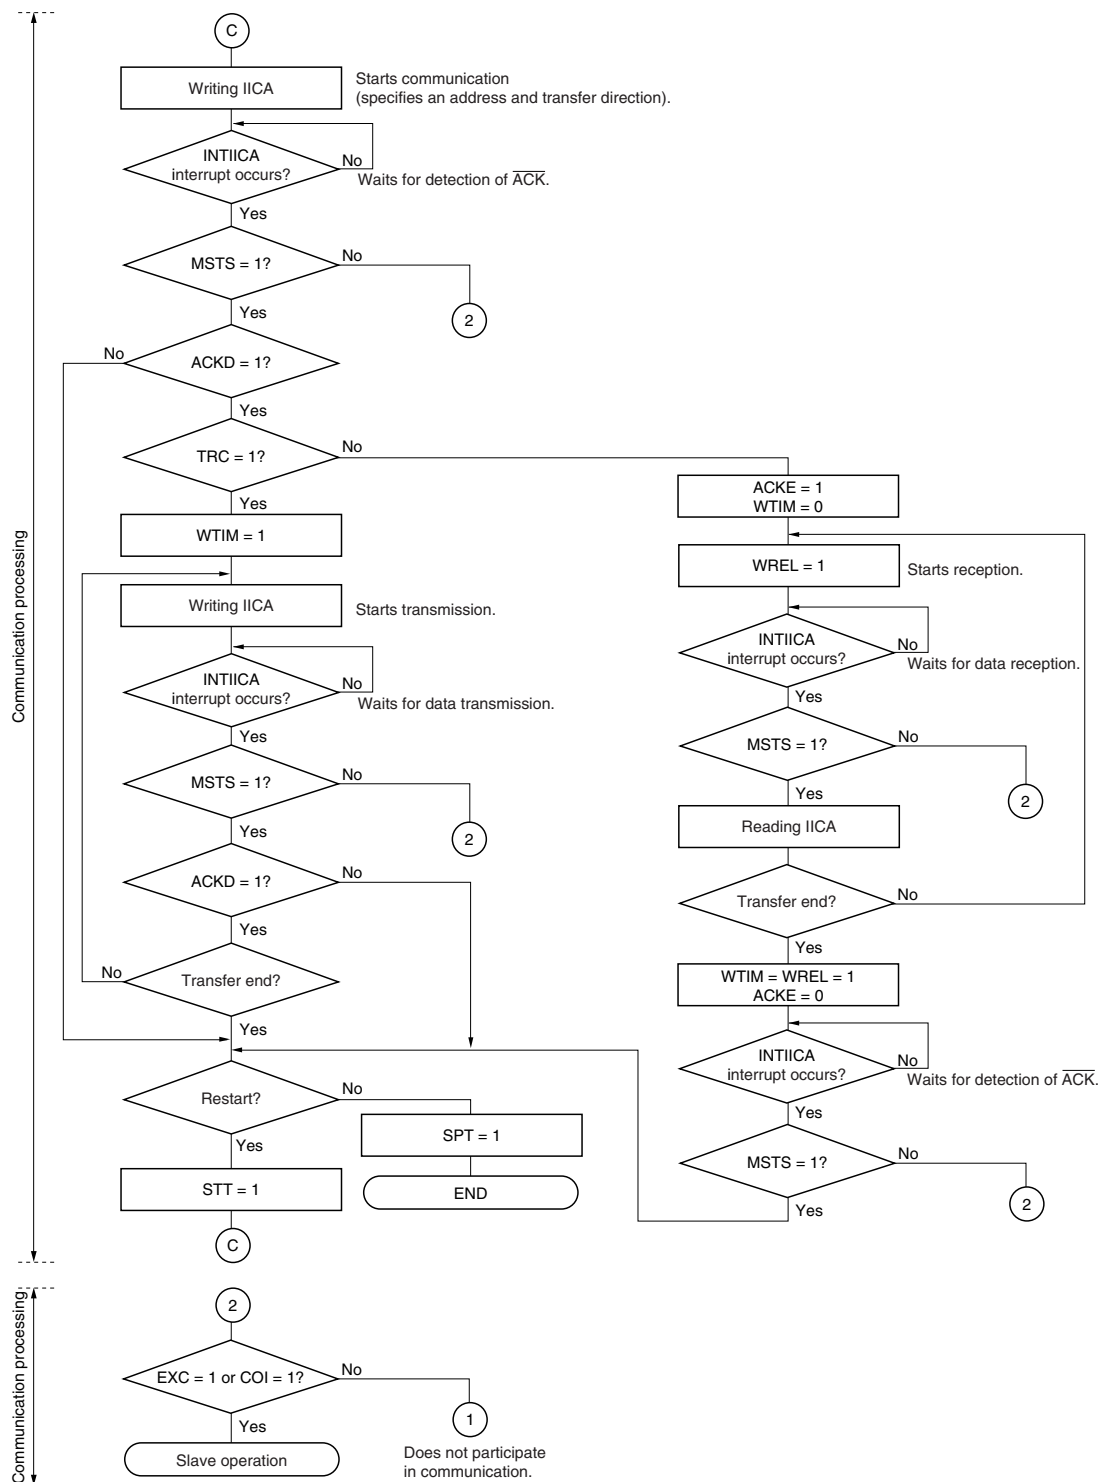 C
Writing IICA
Starts communication
(specifies an address and transfer direction).
INTIICA
interrupt occurs?
No
Waits for detection of ACK.
Yes
MSTS = 1?
No
2
Yes
No
ACKD = 1?
Yes
TRC = 1?
No
Yes
WTIM = 1
Writing IICA
Starts transmission.
INTIICA
interrupt occurs?
No
Waits for data transmission.
Yes
MSTS = 1?
No
2
Yes
ACKD = 1?
No
Yes
No
Transfer end?
Yes
Restart?
No
Yes
SPT = 1
END
STT = 1
C
ACKE = 1
WTIM = 0
WREL = 1
Starts reception.
INTIICA
interrupt occurs?
No
Waits for data reception.
Yes
MSTS = 1?
No
2
Yes
Reading IICA
Transfer end?
No
Yes
WTIM = WREL = 1
ACKE = 0
INTIICA
interrupt occurs?
No
Waits for detection of ACK.
Yes
MSTS = 1?
No
2
Yes
Communication processing
2
EXC = 1 or COI = 1?
No
1
Does not participate
in communication.
Yes
Slave operation
Communication processing